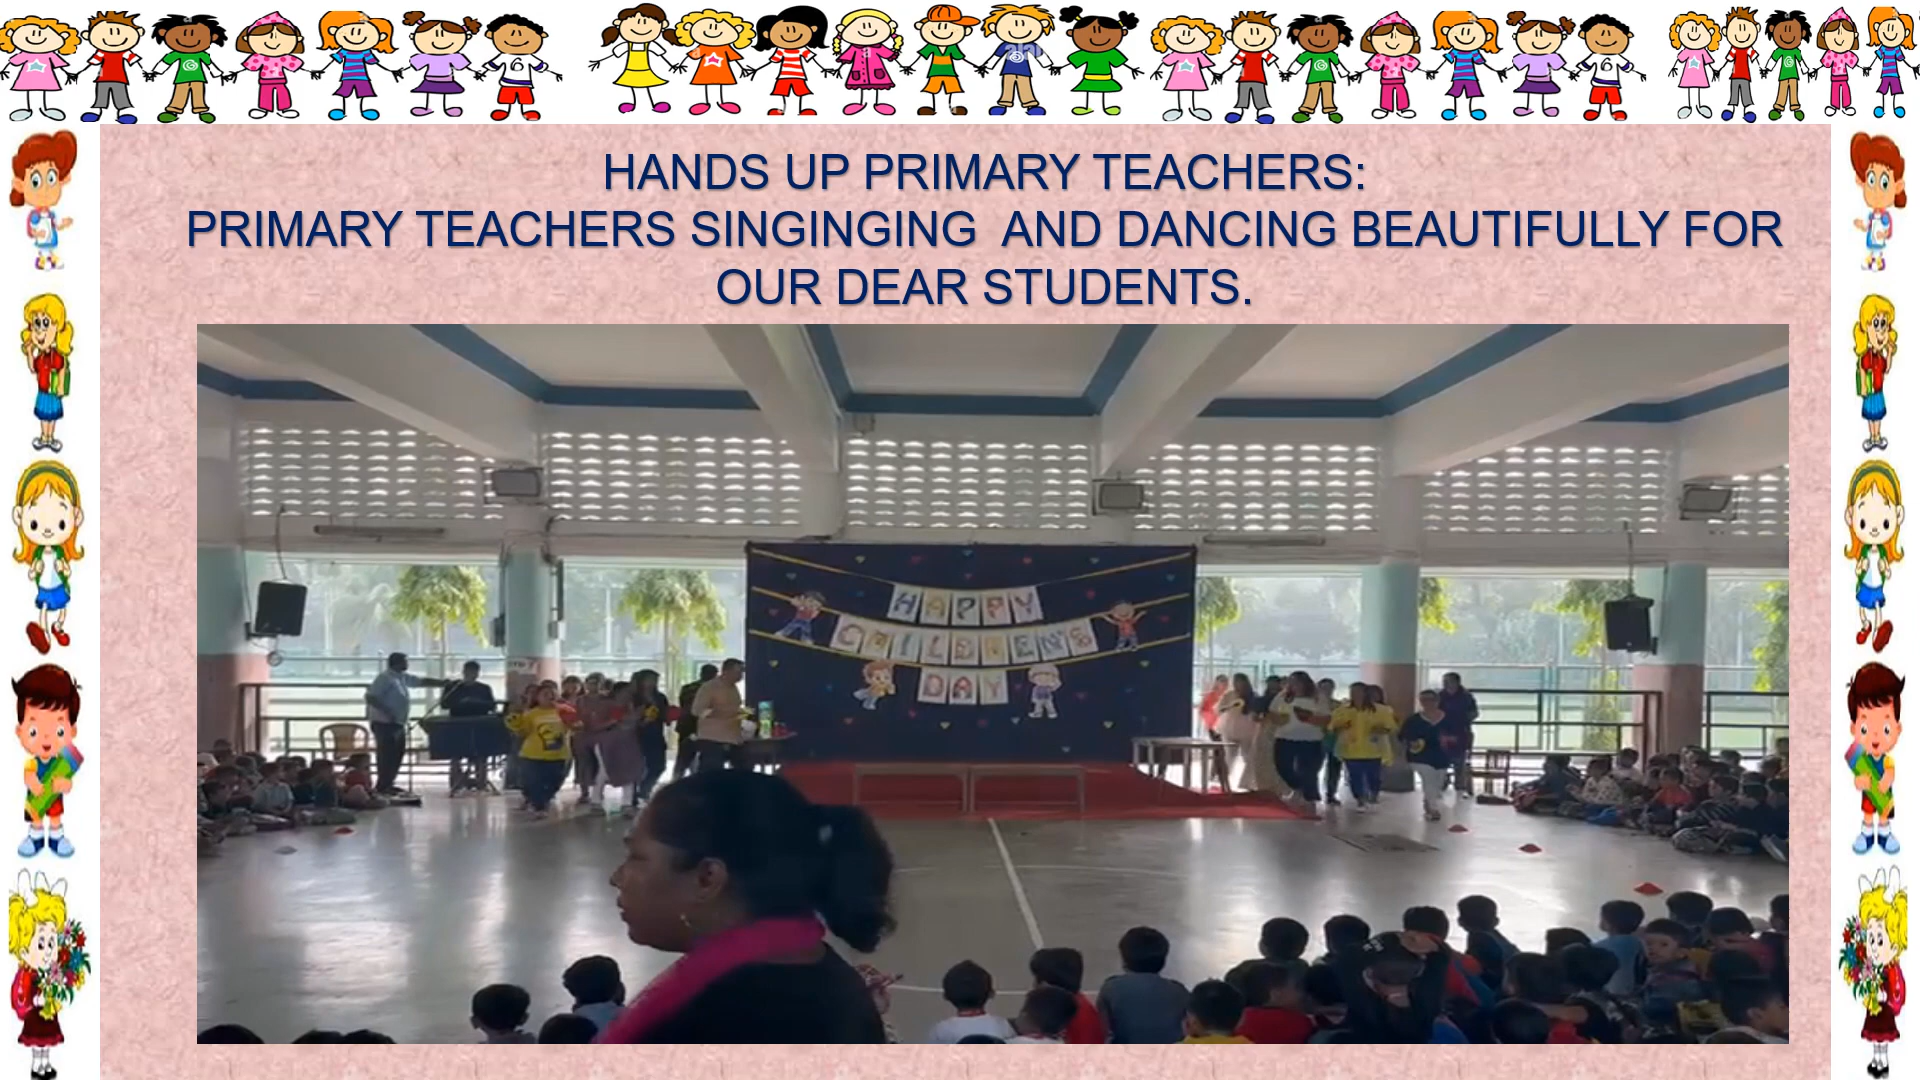 HANDS UP PRIMARY TEACHERS:
PRIMARY TEACHERS SINGINGING AND DANCING BEAUTIFULLY FOR
OUR DEAR STUDENTS.
HAPPY
CHILDREN'S
DAY